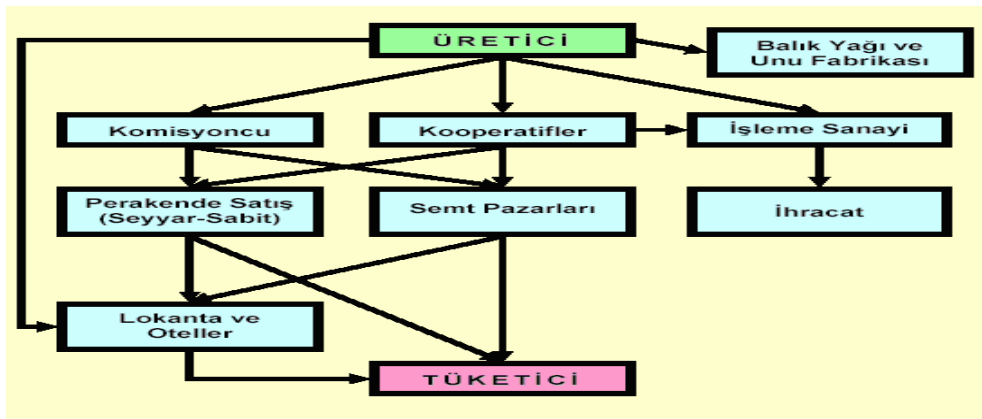 ÜRETİCİ
Balık Yağı ve
Unu Fabrikası
Komisyoncu
Kooperatifler
İşleme Sanayi
Perakende Satış
(Seyyar-Sabit)
Semt Pazarları
İhracat
Lokanta ve
Oteller
TÜKETİCİ